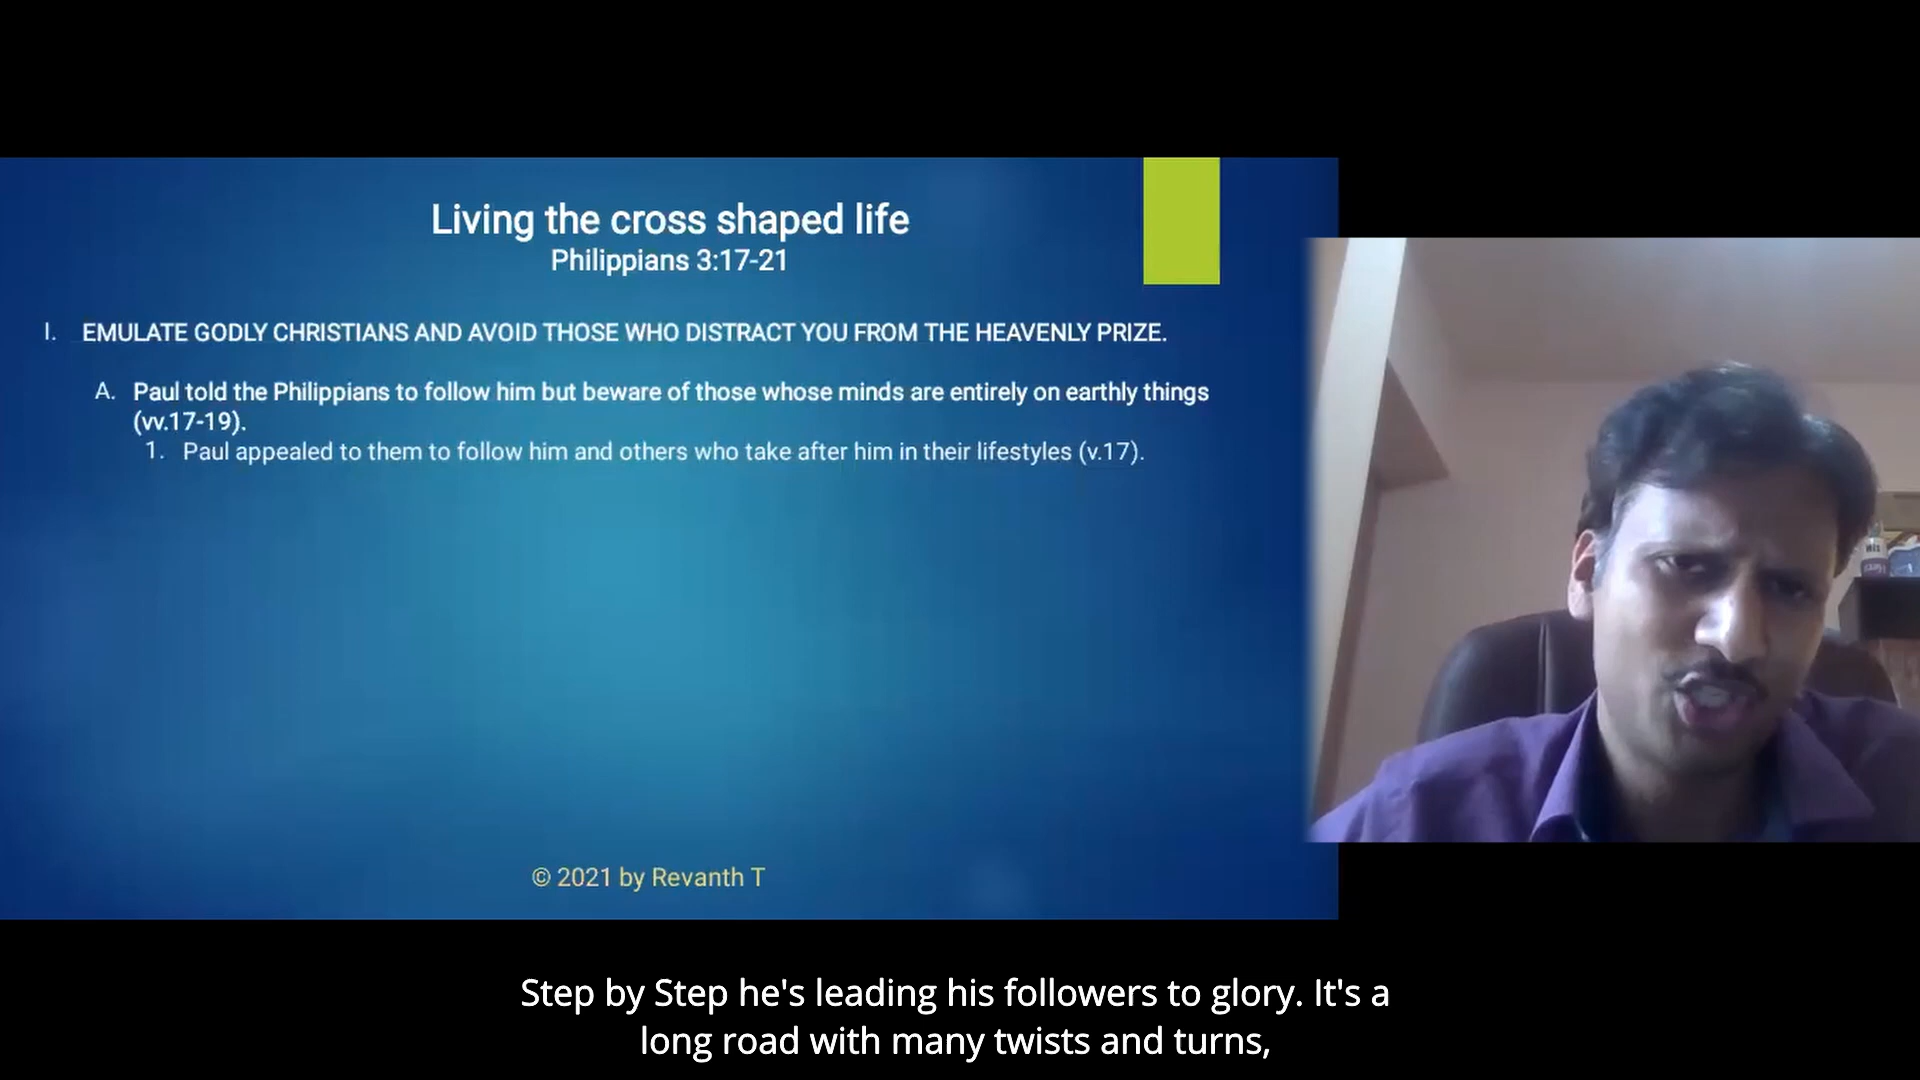 Living the cross shaped life
Philippians 3:17-21
I. EMULATE GODLY CHRISTIANS AND AVOID THOSE WHO DISTRACT YOU FROM THE HEAVENLY PRIZE.
A. Paul told the Philippians to follow him but beware of those whose minds are entirely on earthly things
(vv.17-19).
1. Paul appealed to them to follow him and others who take after him in their lifestyles (v.17).
© 2021 by Revanth T
Step by Step he's leading his followers to glory. It's a
long road with many twists and turns,